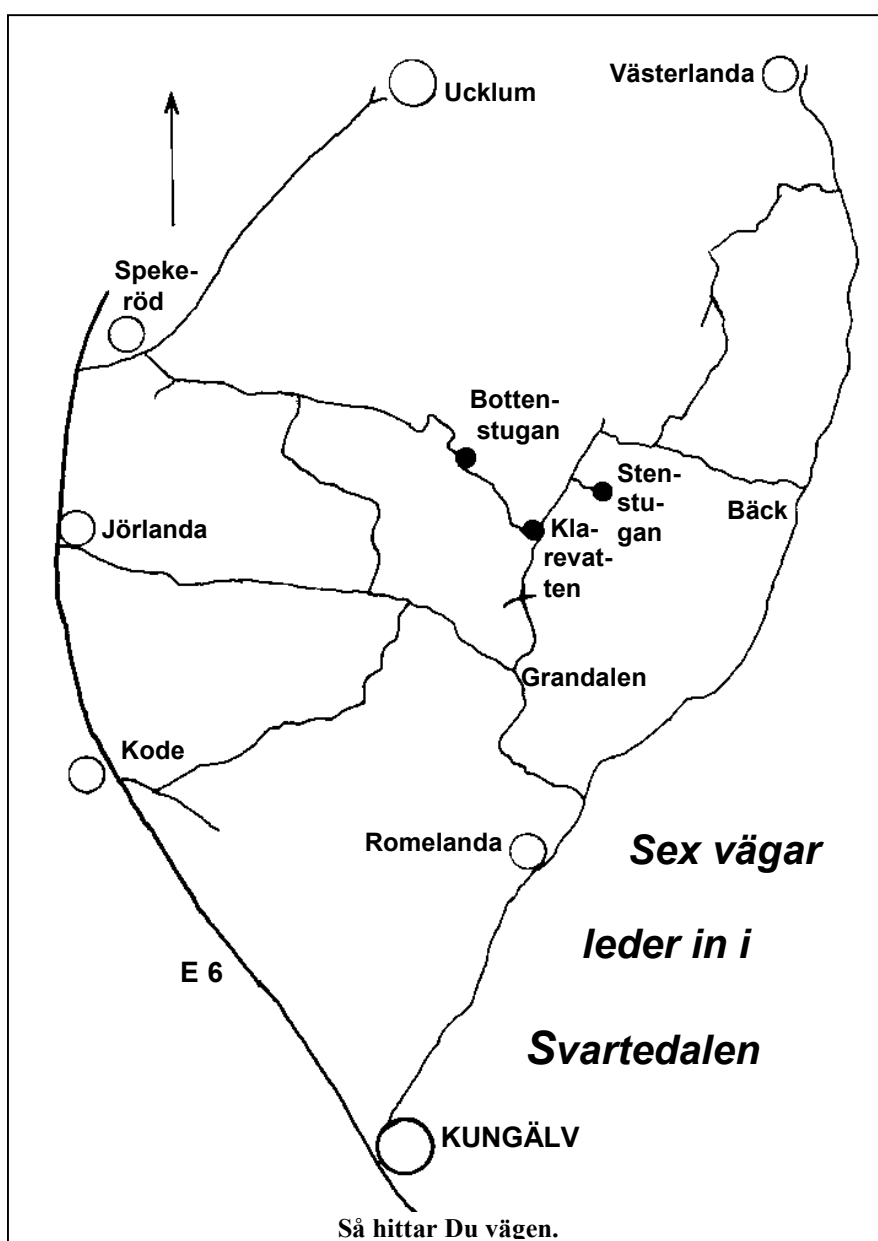 Ucklum
Västerlanda
Speke-
röd
Botten-
stugan
Sten-
stu-
gan
Bäck
Jörlanda
Kla-
revat-
ten
Grandalen
Kode
Romelanda
Sex vägar
leder in i
Svartedalen
E 6
KUNGÄLV
Så hittar Du vägen.